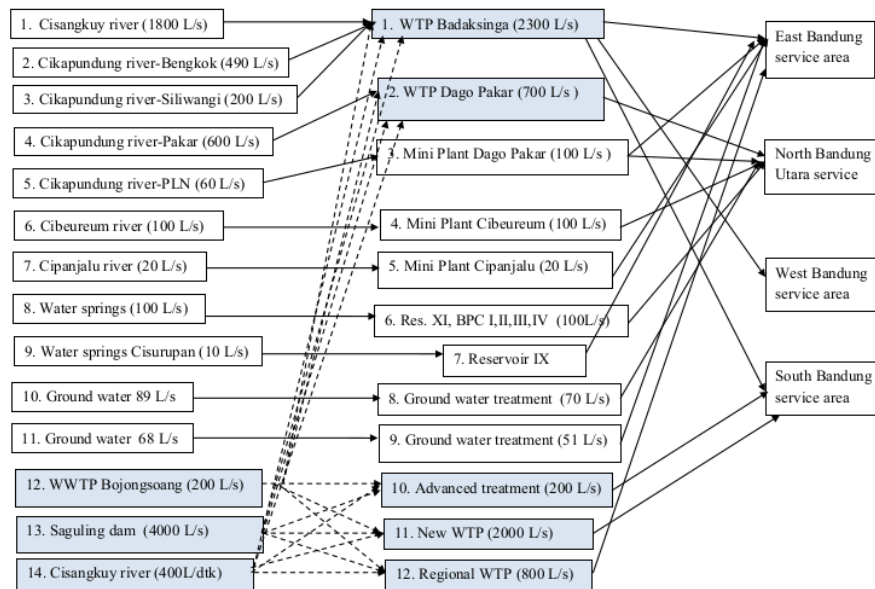 1. Cisangkuy river (1800 L/s)
2. Cikapundung river-Bengkok (490 L/s)
3. Cikapundung river-Siliwangi (200 L/s)
4. Cikapundung river-Pakar (600 L/s)
5. Cikapundung river-PLN (60 L/s)
6. Cibeureum river (100 L/s)
7. Cipanjalu river (20 L/s)
8. Water springs (100 L/s)
9. Water springs Cisurupan (10 L/s)
10. Ground water 89 L/s
11. Ground water 68 L/s
12. WWTP Bojongsoang (200 L/s)
13. Saguling dam (4000 L/s)
14. Cisangkuy river (400L/dtk)
1. WTP Badaksinga (2300 L/s)
2. WTP Dago Pakar (700 L/s )
3. Mini Plant Dago Pakar (100 L/s )
4. Mini Plant Cibeureum (100 L/s)
5. Mini Plant Cipanjalu (20 L/s)
6. Res. XI, BPC I,II,III,IV (100L/s)
7. Reservoir IX
8. Ground water treatment (70 L/s)
9. Ground water treatment (51 L/s)
10. Advanced treatment (200 L/s)
11. New WTP (2000 L/s)
12. Regional WTP (800 L/s)
East Bandung
service area
North Bandung
Utara service
West Bandung
service area
South Bandung
service area